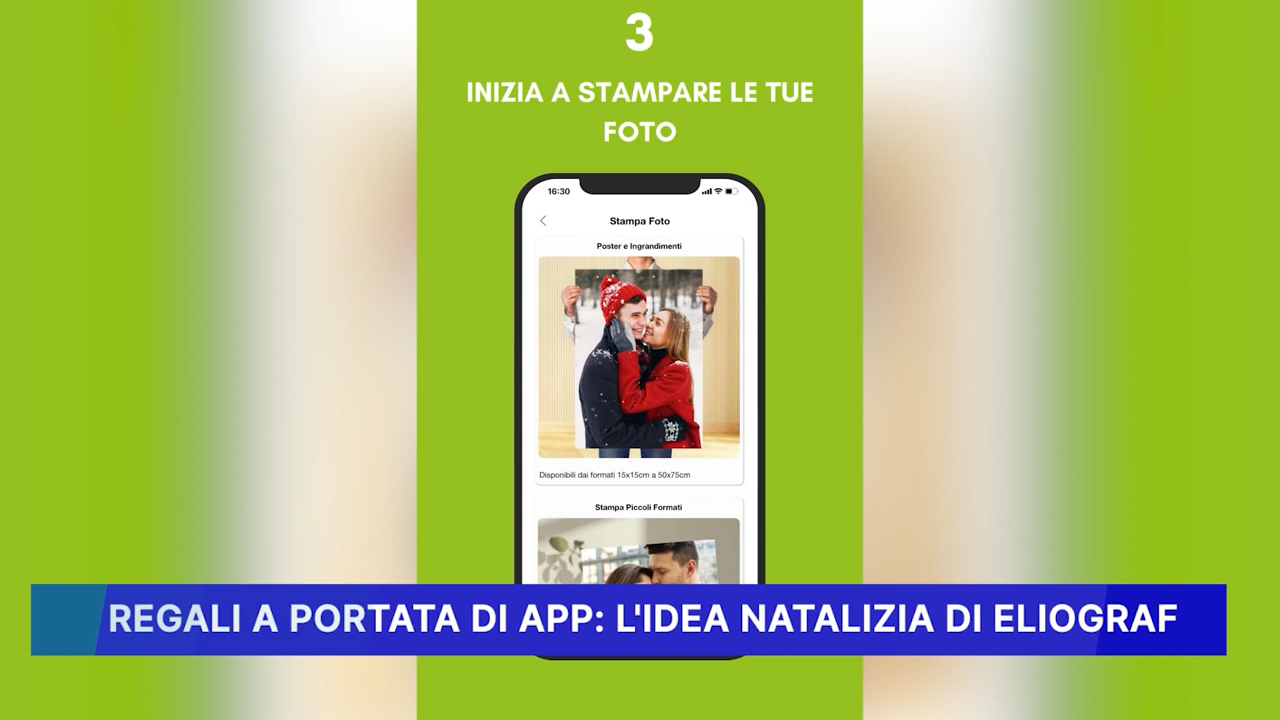 3
INIZIA A STAMPARE LE TUE
FOTO
16:30
Stampa Foto
Poster e Ingrandimenti
Disponibili dai formati 15x15cm a 50x75cm
Stampa Piccoli Formati
REGALI A PORTATA DI APP: L'IDEA NATALIZIA DI ELIOGRAF